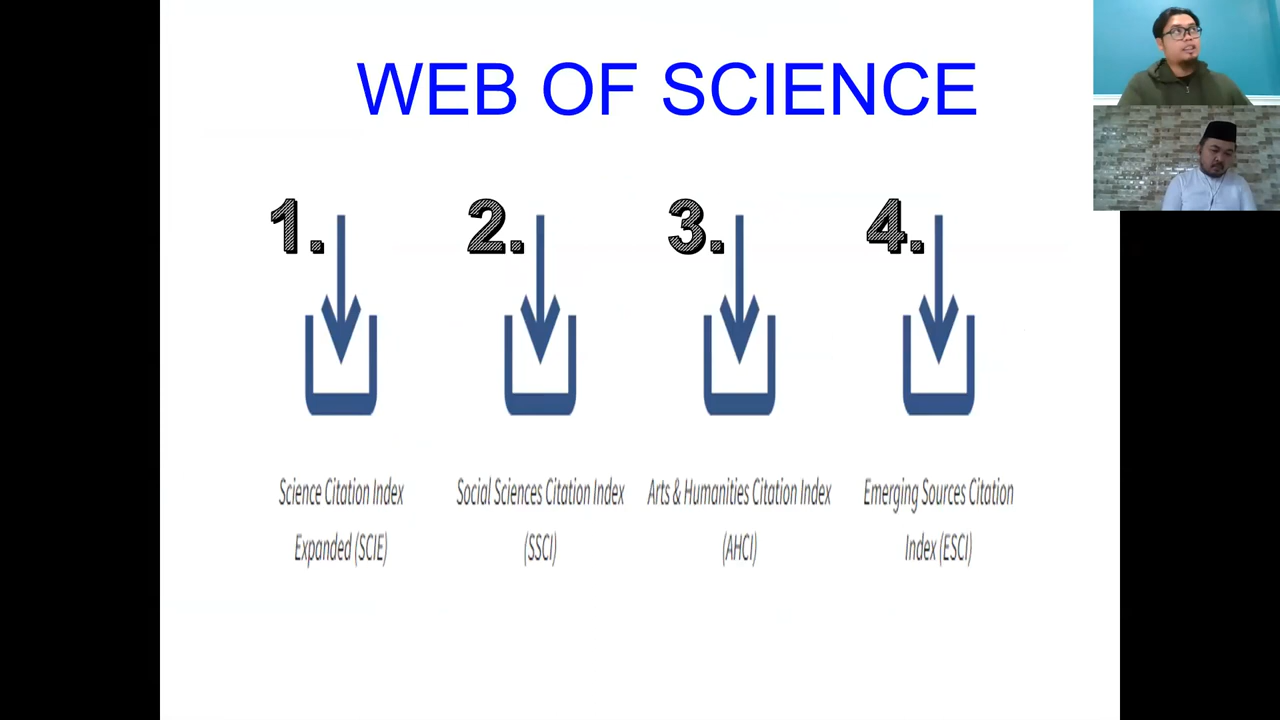 WEB OF SCIENCE
1. 2. 3. 4.
Science Citation Index
Expanded (SCIE)
Social Sciences Citation Index
(SSCI)
Arts & Humanities Citation Index
(AHCI)
Emerging Sources Citation
Index (ESCI)